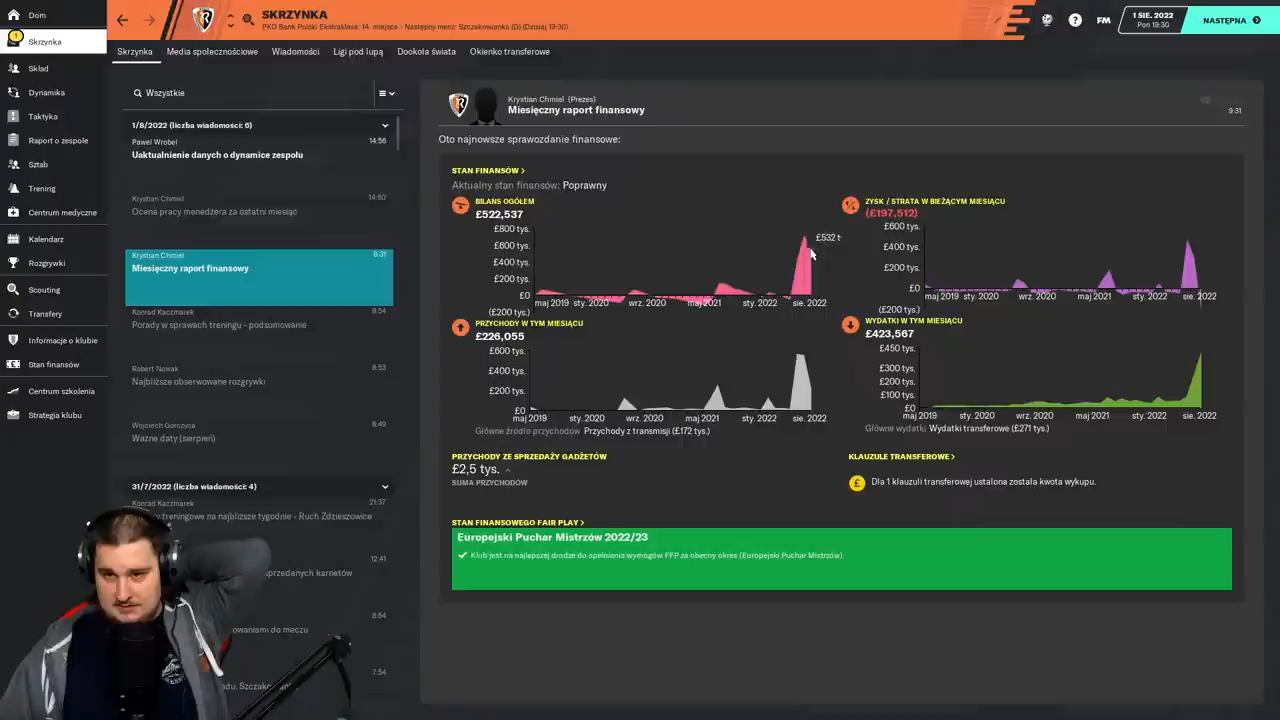 Dom
SKRZYNKA
PKO Bank Polski Ekstraklasa: 14. miejsce - Następny mecz: Szczakowianka (D) (Dzisiaj 19:30)
FM
1 SIE. 2022
Pon 19:30
NASTĘPNA
1
Skrzynka
Skład
Dynamika
Taktyka
Raport o zespole
Sztab
Trening
Centrum medyczne
Kalendarz
Rozgrywki
Scouting
Transfery
Informacje o klubie
Stan finansów
Centrum szkolenia
Strategia klubu
Skrzynka
Media społecznościowe
Wiadomości
Ligi pod lupą
Dookoła świata
Okienko transferowe
Wszystkie
1/8/2022 (liczba wiadomości: 6)
Paweł Wróbel 14:56
Uaktualnienie danych o dynamice zespołu
Krystian Chmiel 14:50
Ocena pracy menedżera za ostatni miesiąc
Krystian Chmiel 9:31
Miesięczny raport finansowy
Konrad Kaczmarek 8:54
Porady w sprawach treningu - podsumowanie
Robert Nowak 8:53
Najbliższe obserwowane rozgrywki
Wojciech Gorczyca 8:49
Ważne daty (sierpień)
31/7/2022 (liczba wiadomości: 4)
Konrad Kaczmarek 21:37
treningowe na najbliższe tygodnie - Ruch Zdzieszowice
12:41
sprzedanych karnetów
8:54
owaniami do meczu
7:54
Krystian Chmiel (Prezes)
Miesięczny raport finansowy
9:31
Oto najnowsze sprawozdanie finansowe:
STAN FINANSÓW >
Aktualny stan finansów: Poprawny
BILANS OGÓŁEM
£522,537
£800 tys.
£600 tys.
£400 tys.
£200 tys.
£0
(£200 tys.)
£532 t
maj 2019 sty. 2020 wrz. 2020 maj 2021 sty. 2022 sie. 2022
ZYSK / STRATA W BIEŻĄCYM MIESIĄCU
(£197,512)
£600 tys.
£400 tys.
£200 tys.
£0
(£200 tys.)
maj 2019 sty. 2020 wrz. 2020 maj 2021 sty. 2022 sie. 2022
PRZYCHODY W TYM MIESIĄCU
£226,055
£600 tys.
£400 tys.
£200 tys.
£0
maj 2019 sty. 2020 wrz. 2020 maj 2021 sty. 2022 sie. 2022
Główne źródło przychodów Przychody z transmisji (£172 tys.)
WYDATKI W TYM MIESIĄCU
£423,567
£450 tys.
£300 tys.
£200 tys.
£100 tys.
£0
maj 2019 sty. 2020 wrz. 2020 maj 2021 sty. 2022 sie. 2022
Główne wydatki Wydatki transferowe (£271 tys.)
PRZYCHODY ZE SPRZEDAŻY GADŻETÓW
£2,5 tys.
SUMA PRZYCHODÓW
KLAUZULE TRANSFEROWE >
£ Dla 1 klauzuli transferowej ustalona została kwota wykupu.
STAN FINANSOWEGO FAIR PLAY >
Europejski Puchar Mistrzów 2022/23
Klub jest na najlepszej drodze do spełnienia wymogów FFP za obecny okres (Europejski Puchar Mistrzów).